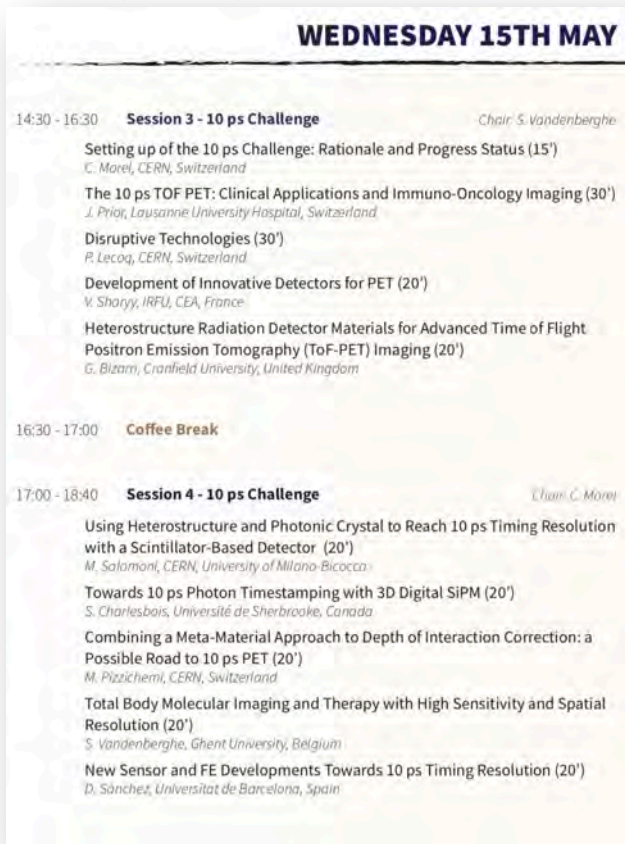 WEDNESDAY 15TH MAY
14:30 - 16:30 Session 3 - 10 ps Challenge Chair: S. Vandenberghe
Setting up of the 10 ps Challenge: Rationale and Progress Status (15')
C. Morel, CERN, Switzerland
The 10 ps TOF PET: Clinical Applications and Immuno-Oncology Imaging (30')
J. Prior, Lausanne University Hospital, Switzerland
Disruptive Technologies (30')
P. Lecoq, CERN, Switzerland
Development of Innovative Detectors for PET (20')
V. Sharyy, IRFU, CEA, France
Heterostructure Radiation Detector Materials for Advanced Time of Flight
Positron Emission Tomography (ToF-PET) Imaging (20')
G. Bizarri, Cranfield University, United Kingdom
16:30 - 17:00 Coffee Break
17:00 - 18:40 Session 4 - 10 ps Challenge Chair: C. Morel
Using Heterostructure and Photonic Crystal to Reach 10 ps Timing Resolution
with a Scintillator-Based Detector (20')
M. Salomoni, CERN, University of Milano-Bicocca
Towards 10 ps Photon Timestamping with 3D Digital SiPM (20')
S. Charlesbois, Université de Sherbrooke, Canada
Combining a Meta-Material Approach to Depth of Interaction Correction: a
Possible Road to 10 ps PET (20')
M. Pizzichemi, CERN, Switzerland
Total Body Molecular Imaging and Therapy with High Sensitivity and Spatial
Resolution (20')
S. Vandenberghe, Ghent University, Belgium
New Sensor and FE Developments Towards 10 ps Timing Resolution (20')
D. Sánchez, Universitat de Barcelona, Spain